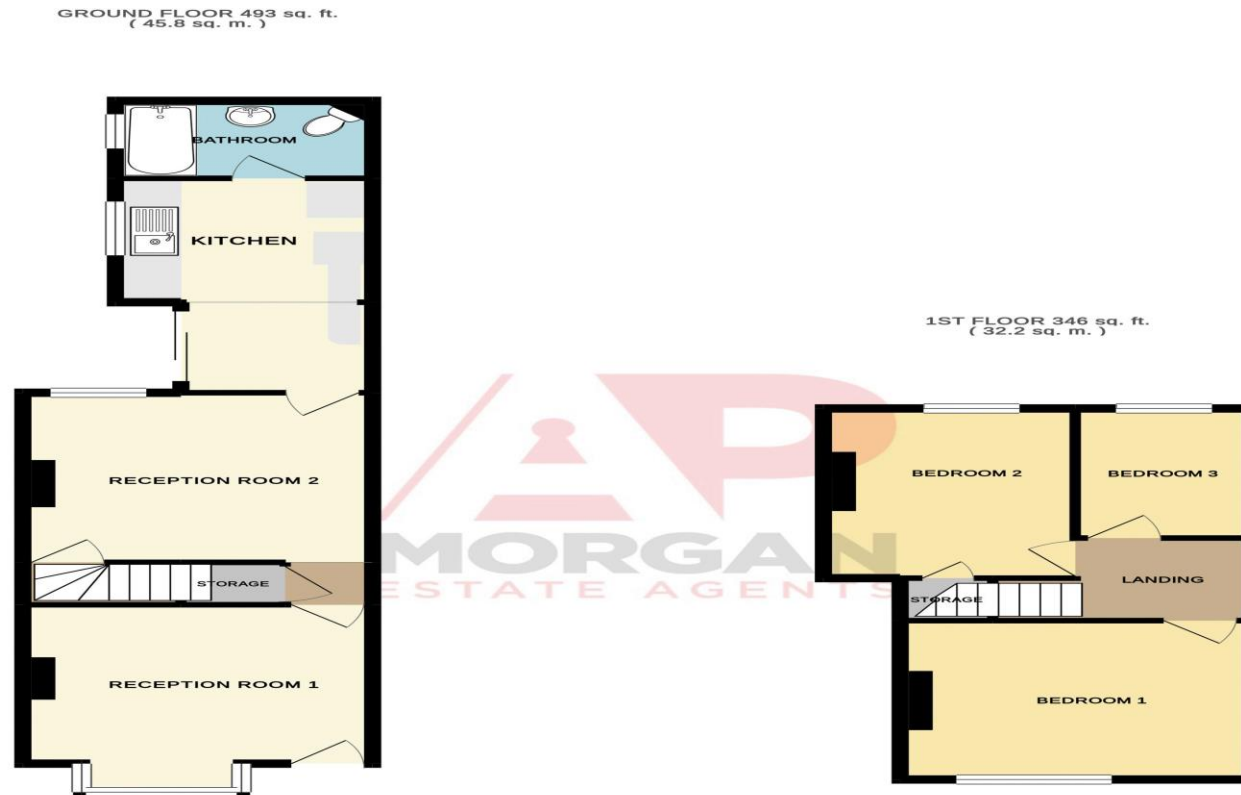 GROUND FLOOR 493 sq. ft.
( 45.8 sq. m. )
BATHROOM
KITCHEN
RECEPTION ROOM 2
STORAGE
RECEPTION ROOM 1
1ST FLOOR 346 sq. ft.
( 32.2 sq. m. )
BEDROOM 2
BEDROOM 3
LANDING
STORAGE
BEDROOM 1
AP
MORGAN
ESTATE AGENTS